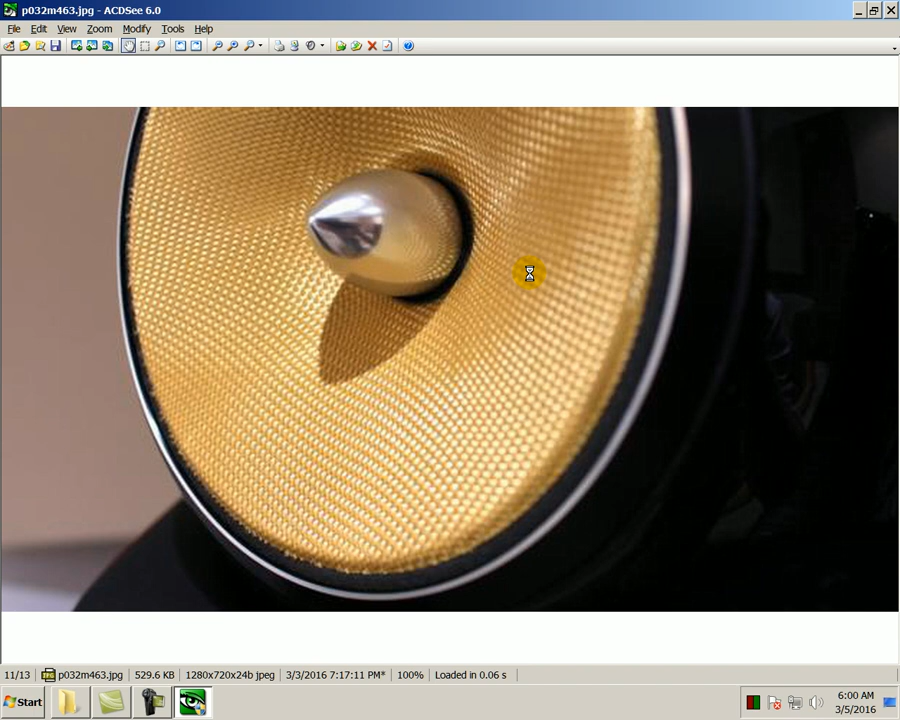 p032m463.jpg - ACDSee 6.0
File Edit View Zoom Modify Tools Help
11/13 p032m463.jpg 529.6 KB 1280x720x24b jpeg 3/3/2016 7:17:11 PM* 100% Loaded in 0.06 s
Start
6:00 AM
3/5/2016